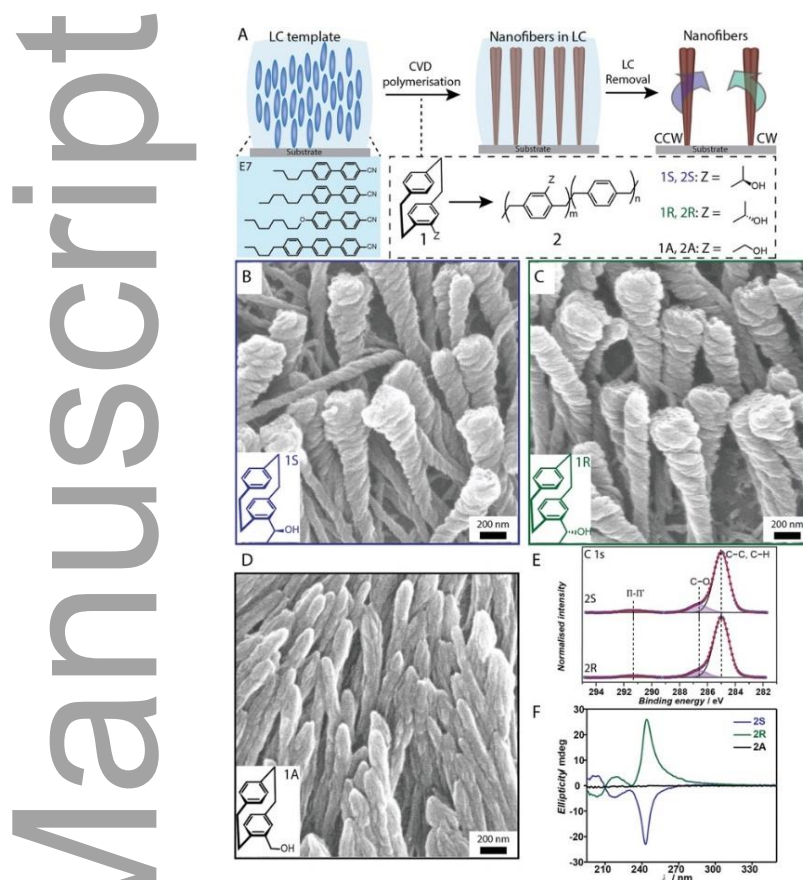 Manuscript
A
LC template
CVD
polymerisation
Nanofibers in LC
LC
Removal
Nanofibers
CCW
CW
Substrate
Substrate
Substrate
E7
CN
CN
O
CN
CN
Z
1
Z
m
n
2
1S, 2S: Z =
OH
1R, 2R: Z =
OH
1A, 2A: Z =
OH
B
1S
OH
200 nm
C
1R
OH
200 nm
D
1A
OH
200 nm
E
C 1s
C−C, C−H
C−O
Π-Π*
2S
2R
Normalised intensity
294 292 290 288 286 284 282
Binding energy / eV
F
2S
2R
2A
Ellipticity mdeg
30
20
10
0
-10
-20
-30
210 240 270 300 330
/ nm